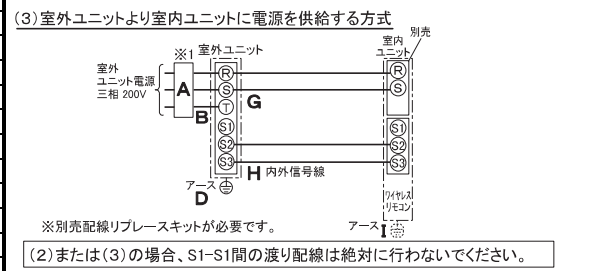 (3)室外ユニットより室内ユニットに電源を供給する方式
別売
※1 室外ユニット
室内
ユニット
室外
ユニット電源
三相 200V
A
B
R
S
T
S1
S2
S3
G
R
S
S1
S2
S3
H 内外信号線
アース
D
ワイヤレス
リモコン
アース I
※別売配線リプレースキットが必要です。
(2)または(3)の場合、S1-S1間の渡り配線は絶対に行わないでください。